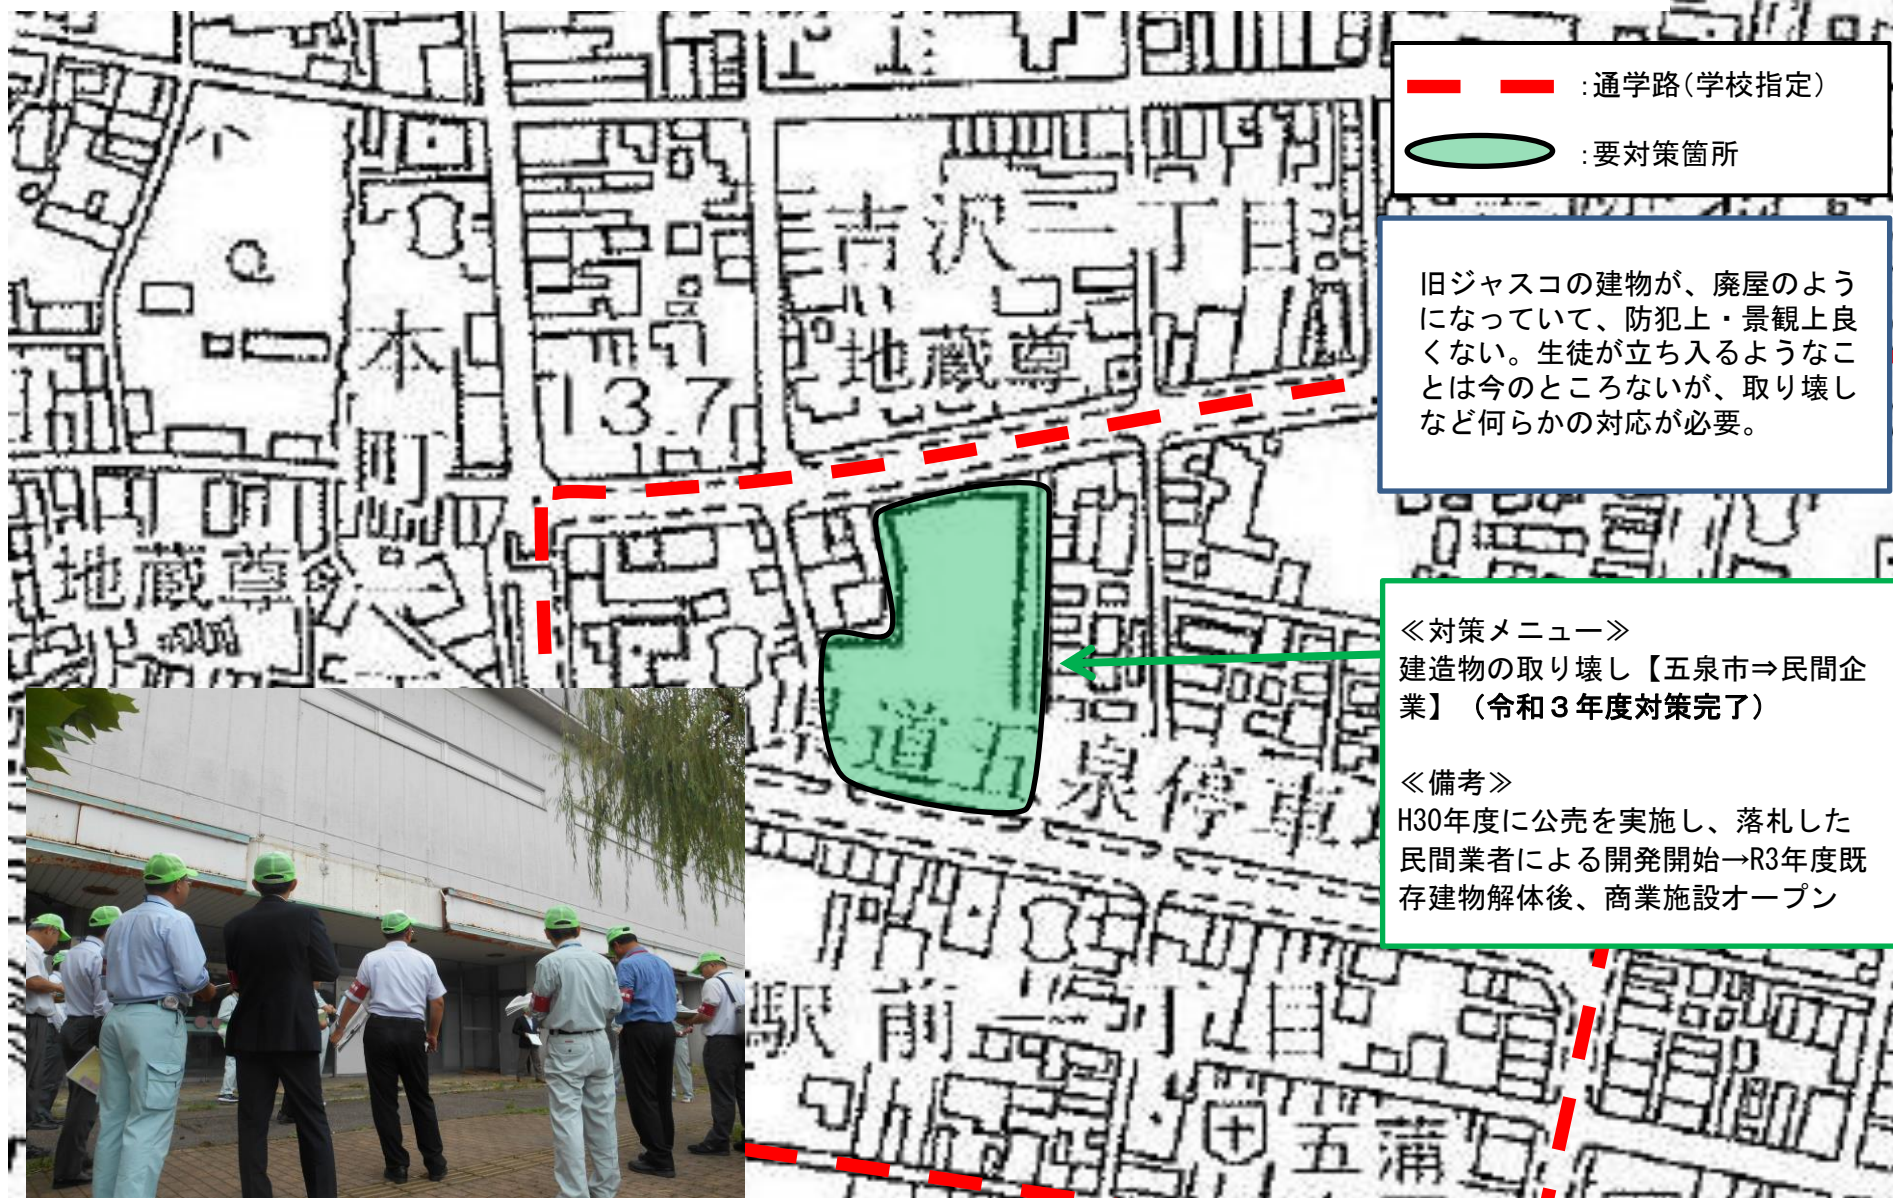 :通学路(学校指定)
:要対策箇所
吉沢二丁目
旧ジャスコの建物が、廃屋のよう
になっていて、防犯上・景観上良
くない。生徒が立ち入るようなこ
とは今のところないが、取り壊し
など何らかの対応が必要。
本
町
13.7
地蔵尊
地蔵尊
≪対策メニュー≫
建造物の取り壊し【五泉市⇒民間企
業】（令和３年度対策完了）
道五泉停車
≪備考≫
H30年度に公売を実施し、落札した
民間業者による開発開始→R3年度既
存建物解体後、商業施設オープン
駅前二丁目
五蒲